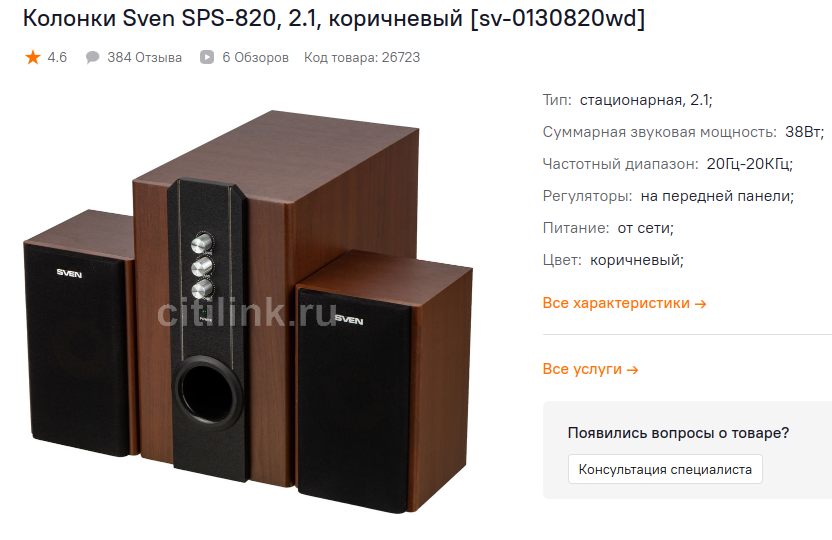 Колонки Sven SPS-820, 2.1, коричневый [sv-0130820wd]
4.6 384 Отзыва 6 Обзоров Код товара: 26723
Тип: стационарная, 2.1;
Суммарная звуковая мощность: 38Вт;
Частотный диапазон: 20Гц-20КГц;
Регуляторы: на передней панели;
Питание: от сети;
Цвет: коричневый;
Все характеристики →
Все услуги →
Появились вопросы о товаре?
Консультация специалиста
SVEN
citilink.ru
SVEN